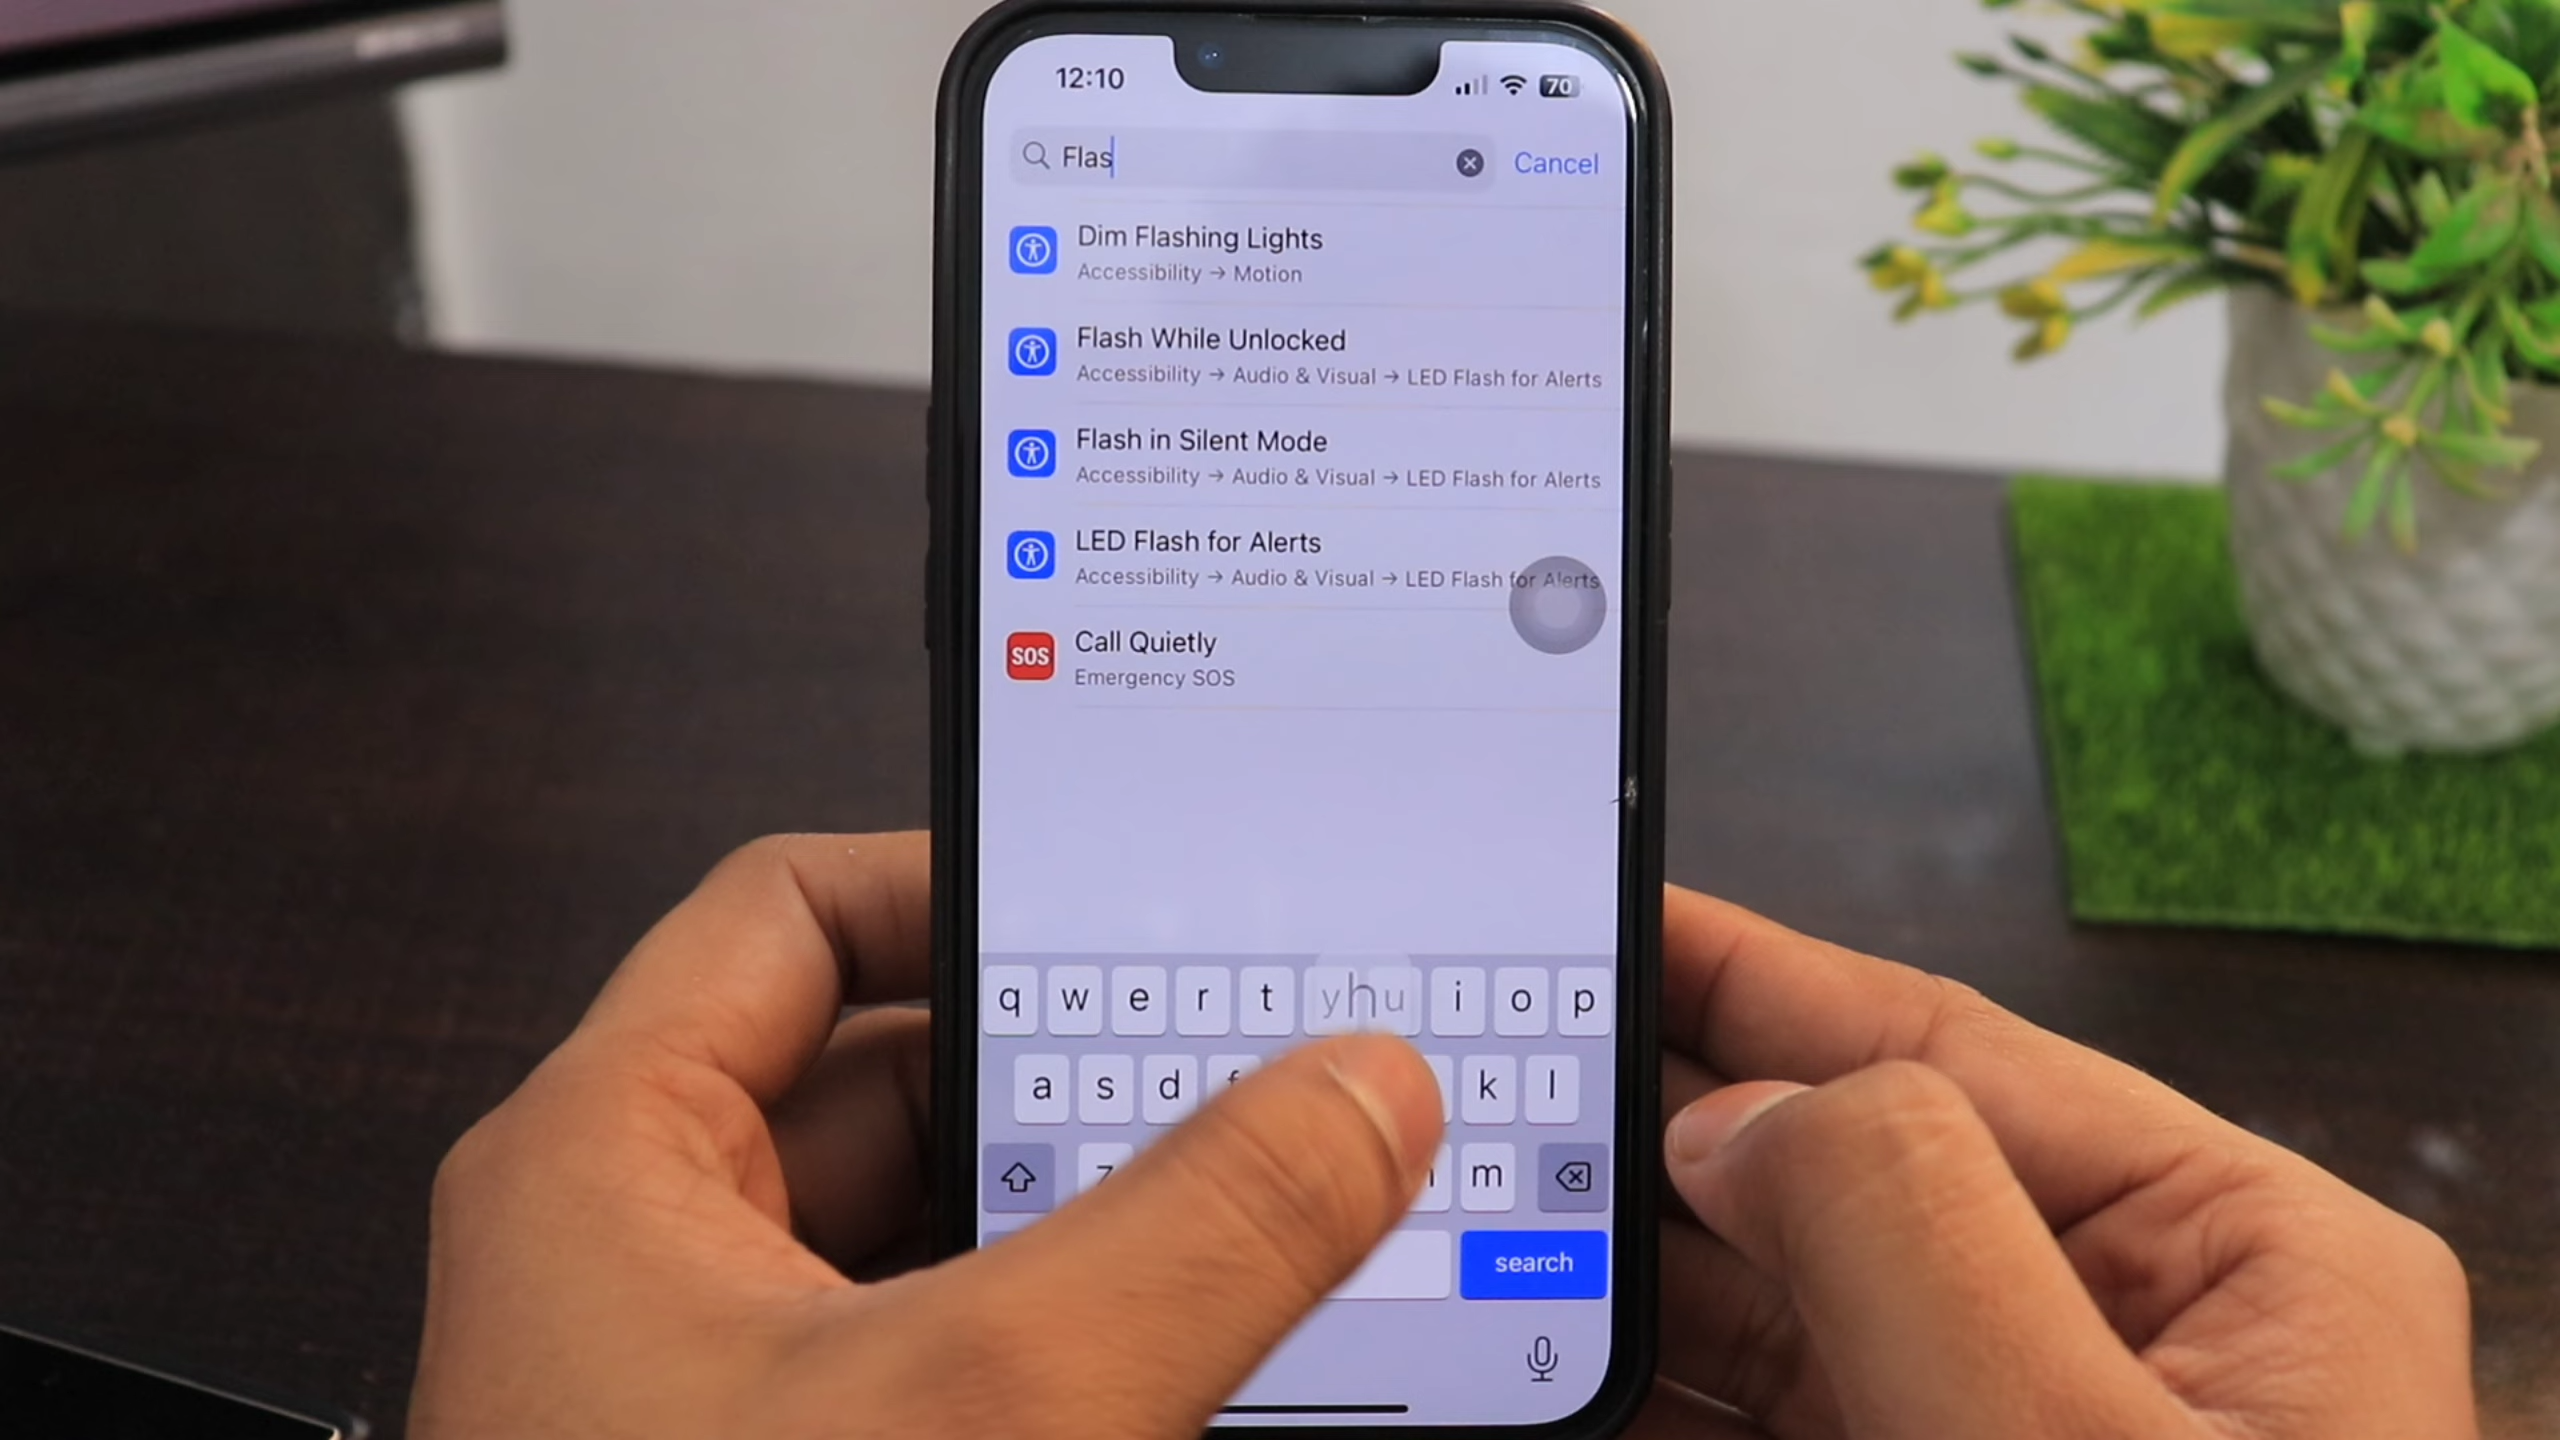 12:10
70
Flas
Cancel
Dim Flashing Lights
Accessibility → Motion
Flash While Unlocked
Accessibility → Audio & Visual → LED Flash for Alerts
Flash in Silent Mode
Accessibility → Audio & Visual → LED Flash for Alerts
LED Flash for Alerts
Accessibility → Audio & Visual → LED Flash for Alerts
SOS
Call Quietly
Emergency SOS
q w e r t y h u i o p
a s d f k l
z m
search